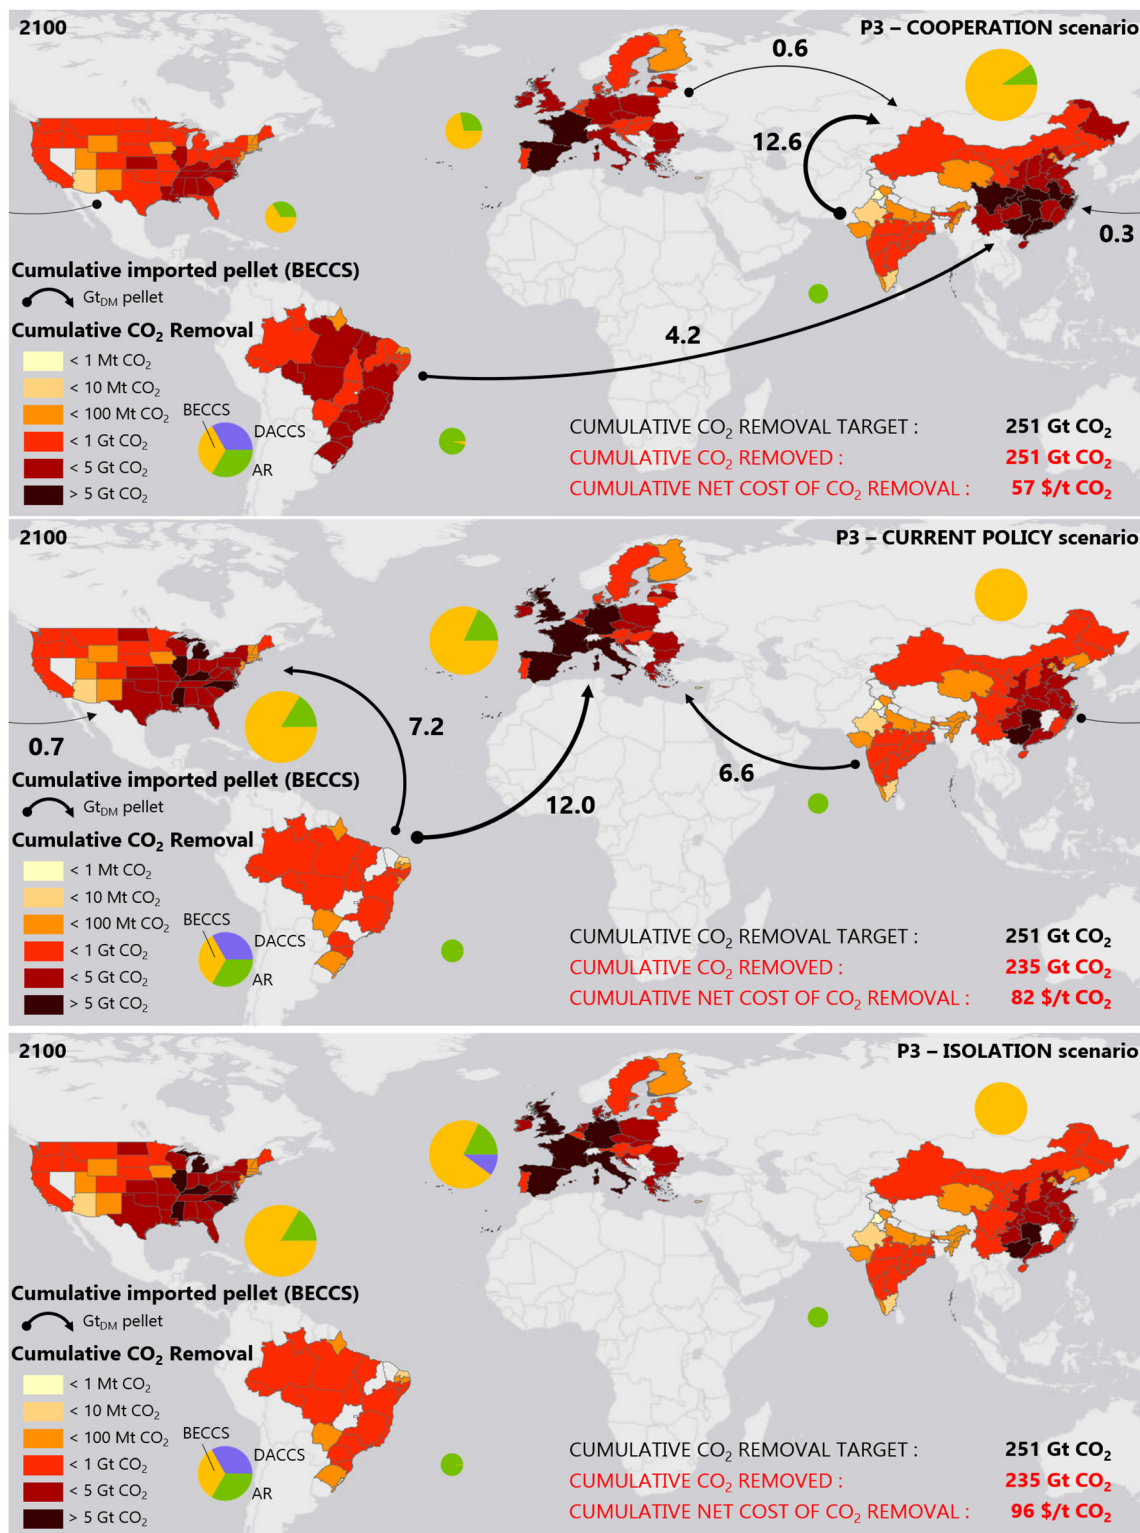 2100
P3 – COOPERATION scenario
0.6
12.6
0.3
4.2
Cumulative imported pellet (BECCS)
Gt_DM pellet
Cumulative CO₂ Removal
< 1 Mt CO₂
< 10 Mt CO₂
< 100 Mt CO₂
< 1 Gt CO₂
< 5 Gt CO₂
> 5 Gt CO₂
BECCS
DACCS
AR
CUMULATIVE CO₂ REMOVAL TARGET : 251 Gt CO₂
CUMULATIVE CO₂ REMOVED : 251 Gt CO₂
CUMULATIVE NET COST OF CO₂ REMOVAL : 57 $/t CO₂
2100
P3 – CURRENT POLICY scenario
0.7
7.2
12.0
6.6
Cumulative imported pellet (BECCS)
Gt_DM pellet
Cumulative CO₂ Removal
< 1 Mt CO₂
< 10 Mt CO₂
< 100 Mt CO₂
< 1 Gt CO₂
< 5 Gt CO₂
> 5 Gt CO₂
BECCS
DACCS
AR
CUMULATIVE CO₂ REMOVAL TARGET : 251 Gt CO₂
CUMULATIVE CO₂ REMOVED : 235 Gt CO₂
CUMULATIVE NET COST OF CO₂ REMOVAL : 82 $/t CO₂
2100
P3 – ISOLATION scenario
Cumulative imported pellet (BECCS)
Gt_DM pellet
Cumulative CO₂ Removal
< 1 Mt CO₂
< 10 Mt CO₂
< 100 Mt CO₂
< 1 Gt CO₂
< 5 Gt CO₂
> 5 Gt CO₂
BECCS
DACCS
AR
CUMULATIVE CO₂ REMOVAL TARGET : 251 Gt CO₂
CUMULATIVE CO₂ REMOVED : 235 Gt CO₂
CUMULATIVE NET COST OF CO₂ REMOVAL : 96 $/t CO₂